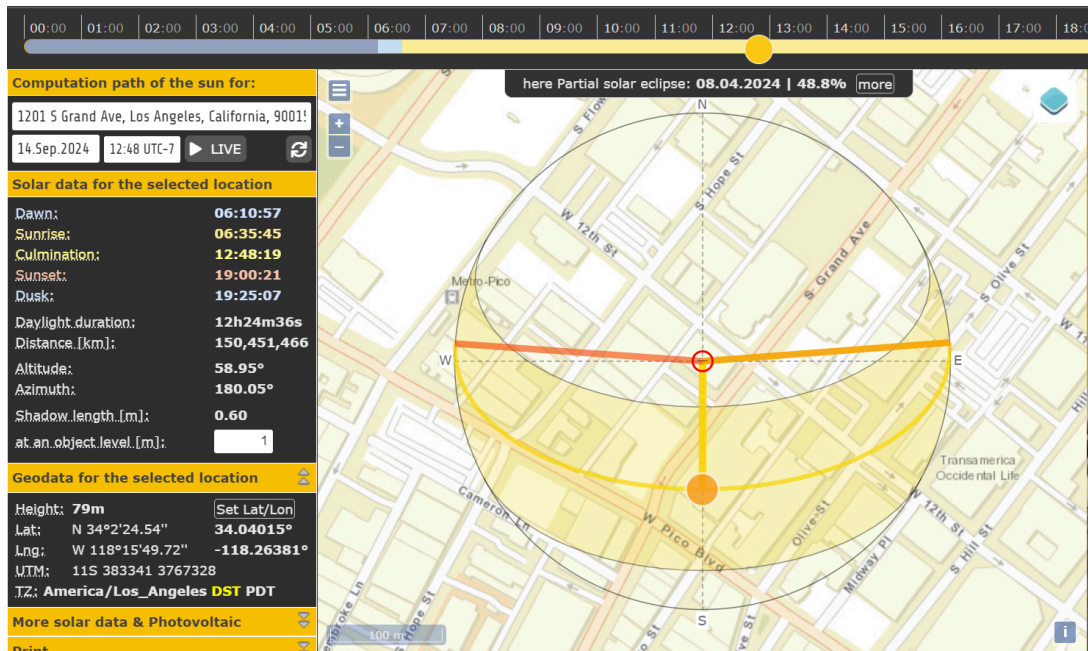 00:00 01:00 02:00 03:00 04:00 05:00 06:00 07:00 08:00 09:00 10:00 11:00 12:00 13:00 14:00 15:00 16:00 17:00 18:0
Computation path of the sun for:
1201 S Grand Ave, Los Angeles, California, 9001
14.Sep.2024 12:48 UTC-7 LIVE
Solar data for the selected location
Dawn: 06:10:57
Sunrise: 06:35:45
Culmination: 12:48:19
Sunset: 19:00:21
Dusk: 19:25:07
Daylight duration: 12h24m36s
Distance [km]: 150,451,466
Altitude: 58.95°
Azimuth: 180.05°
Shadow length [m]: 0.60
at an object level [m]: 1
Geodata for the selected location
Height: 79m Set Lat/Lon
Lat: N 34°2'24.54'' 34.04015°
Lng: W 118°15'49.72'' -118.26381°
UTM: 11S 383341 3767328
TZ: America/Los_Angeles DST PDT
More solar data & Photovoltaic
Print
here Partial solar eclipse: 08.04.2024 | 48.8% more
+
−
N
S Flow
S Hope St
W 12th St
S Grand Ave
S Olive St
W 11
Metro-Pico
W
E
Hill
Transamerica
Occidental Life
Cameron Ln
W Pico Blvd
Olive St
Midway Pl
W 12th St
S Hill St
mbroke Ln
S Hope St
100 m
S
i